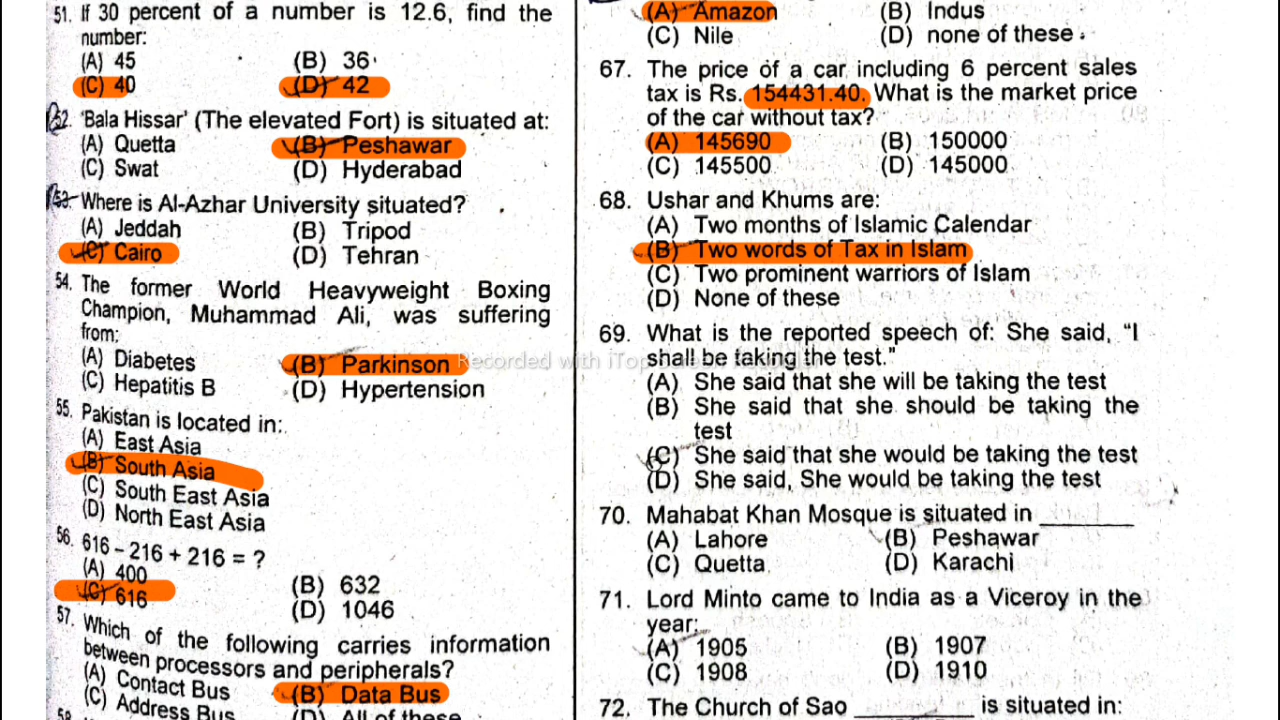 51. If 30 percent of a number is 12.6, find the
number:
(A) 45 (B) 36
(C) 40 (D) 42
52. 'Bala Hissar' (The elevated Fort) is situated at:
(A) Quetta (B) Peshawar
(C) Swat (D) Hyderabad
53. Where is Al-Azhar University situated?
(A) Jeddah (B) Tripod
(C) Cairo (D) Tehran
54. The former World Heavyweight Boxing
Champion, Muhammad Ali, was suffering
from:
(A) Diabetes (B) Parkinson
(C) Hepatitis B (D) Hypertension
55. Pakistan is located in:
(A) East Asia
(B) South Asia
(C) South East Asia
(D) North East Asia
56. 616 – 216 + 216 = ?
(A) 400 (B) 632
(C) 616 (D) 1046
57. Which of the following carries information
between processors and peripherals?
(A) Contact Bus (B) Data Bus
(C) Address Bus (D) All of these
58.
(A) Amazon (B) Indus
(C) Nile (D) none of these
67. The price of a car including 6 percent sales
tax is Rs. 154431.40. What is the market price
of the car without tax?
(A) 145690 (B) 150000
(C) 145500 (D) 145000
68. Ushar and Khums are:
(A) Two months of Islamic Calendar
(B) Two words of Tax in Islam
(C) Two prominent warriors of Islam
(D) None of these
69. What is the reported speech of: She said, "I
shall be taking the test."
(A) She said that she will be taking the test
(B) She said that she should be taking the
test
(C) She said that she would be taking the test
(D) She said, She would be taking the test
70. Mahabat Khan Mosque is situated in ________
(A) Lahore (B) Peshawar
(C) Quetta (D) Karachi
71. Lord Minto came to India as a Viceroy in the
year:
(A) 1905 (B) 1907
(C) 1908 (D) 1910
72. The Church of Sao __________ is situated in:
Recorded with iTop Screen